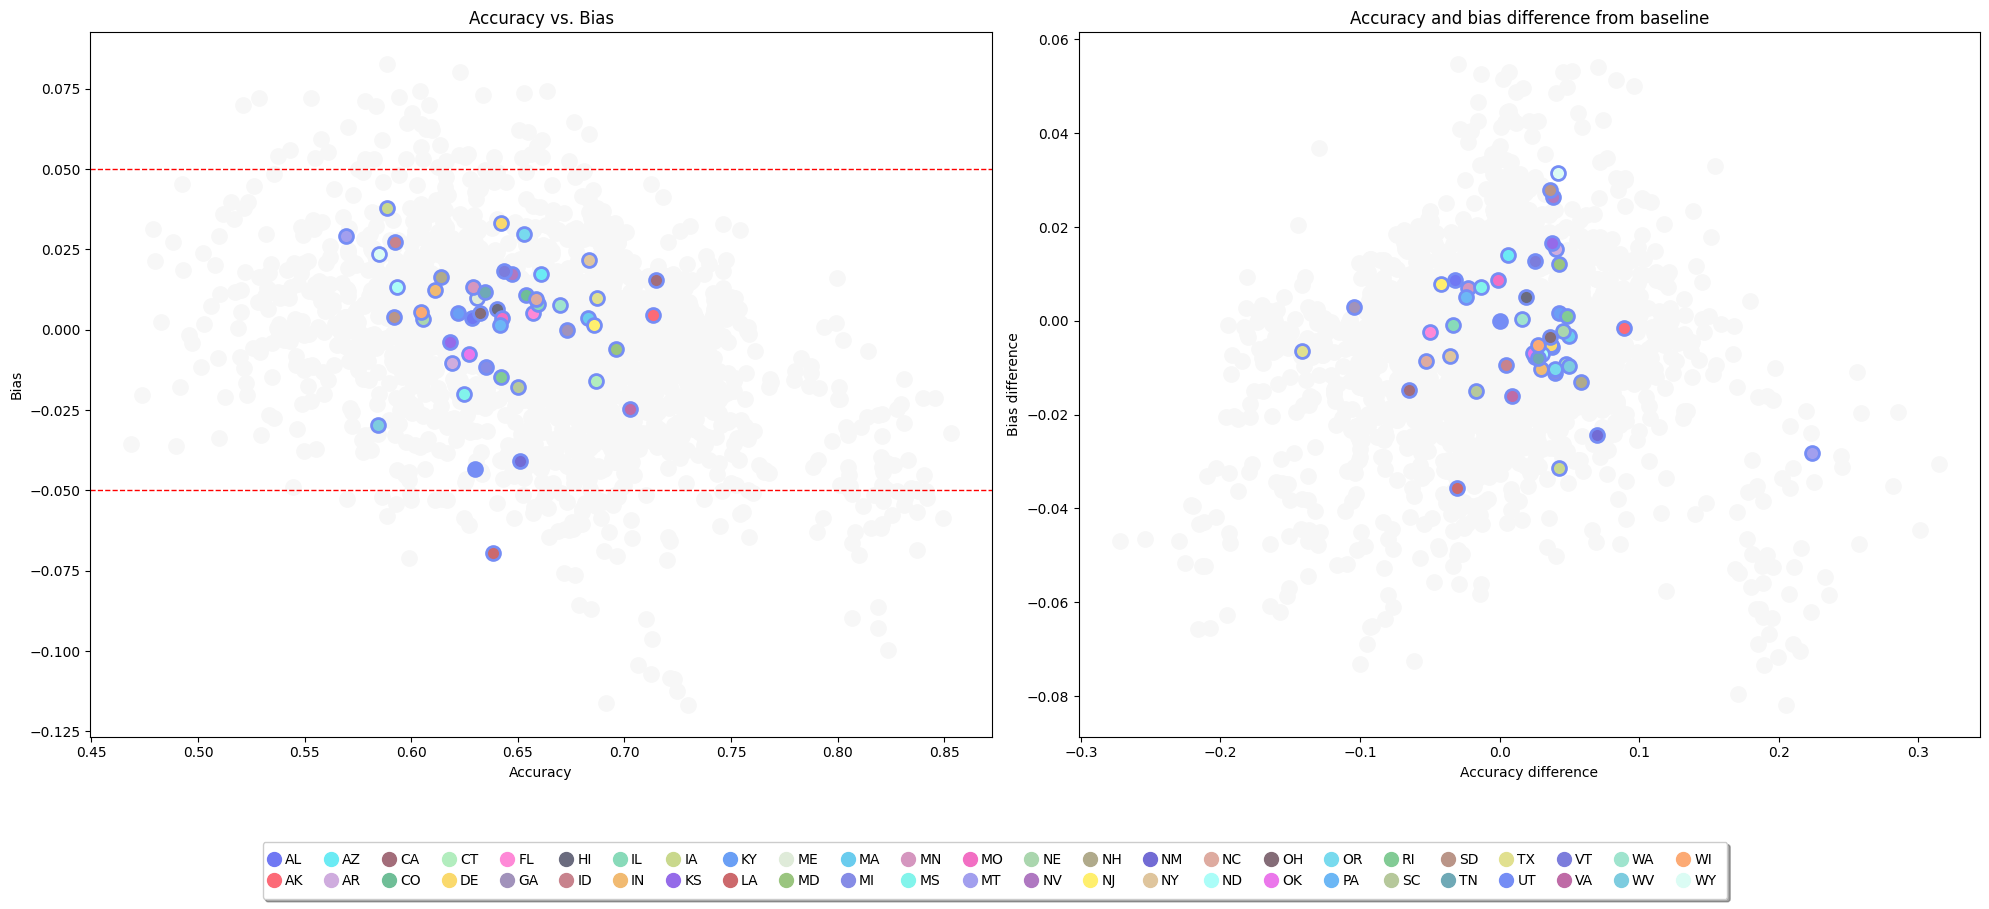 Accuracy vs. Bias
0.075
0.050
0.025
0.000
−0.025
−0.050
−0.075
−0.100
−0.125
Bias
0.45 0.50 0.55 0.60 0.65 0.70 0.75 0.80 0.85
Accuracy
Accuracy and bias difference from baseline
0.06
0.04
0.02
0.00
−0.02
−0.04
−0.06
−0.08
Bias difference
−0.3 −0.2 −0.1 0.0 0.1 0.2 0.3
Accuracy difference
AL AZ CA CT FL HI IL IA KY ME MA MN MO NE NH NM NC OH OR RI SD TX VT WA WI
AK AR CO DE GA ID IN KS LA MD MI MS MT NV NJ NY ND OK PA SC TN UT VA WV WY